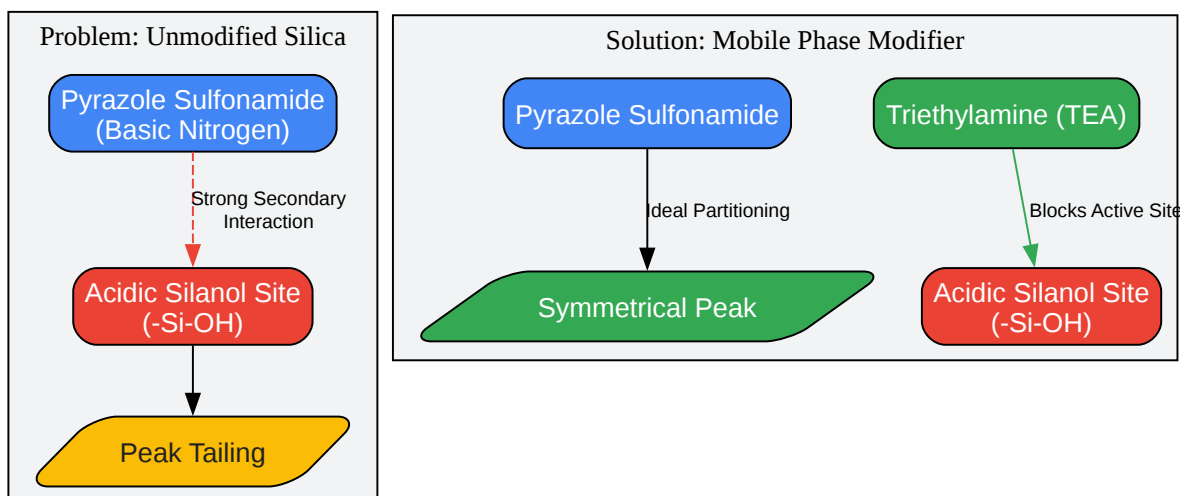 Problem: Unmodified Silica
Pyrazole Sulfonamide
(Basic Nitrogen)
Strong Secondary
Interaction
Acidic Silanol Site
(-Si-OH)
Peak Tailing
Solution: Mobile Phase Modifier
Pyrazole Sulfonamide
Ideal Partitioning
Symmetrical Peak
Triethylamine (TEA)
Blocks Active Site
Acidic Silanol Site
(-Si-OH)